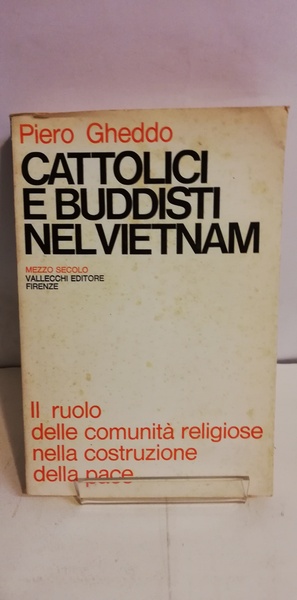 Piero Gheddo
CATTOLICI
E BUDDISTI
NEL VIETNAM
MEZZO SECOLO
VALLECCHI EDITORE
FIRENZE
Il ruolo
delle comunità religiose
nella costruzione
della pace